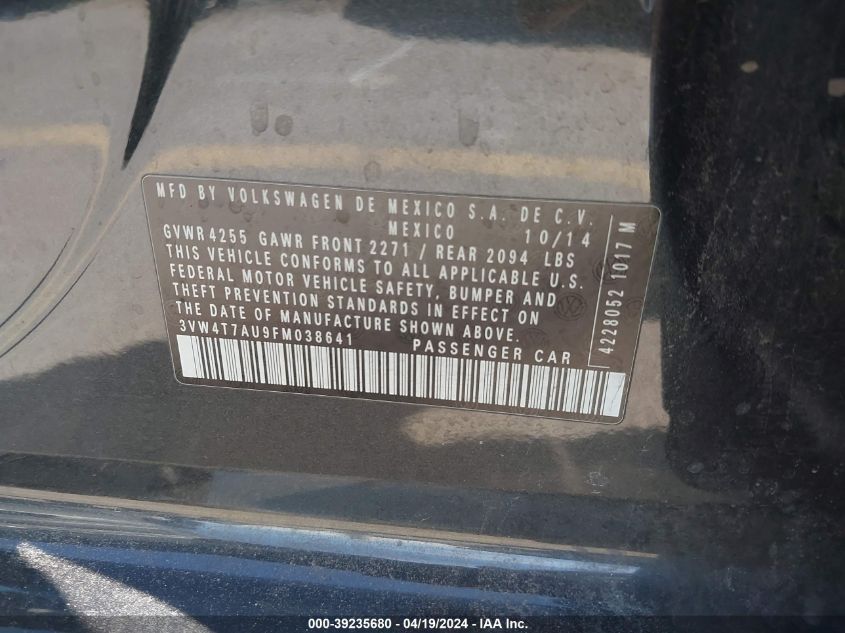 MFD BY VOLKSWAGEN DE MEXICO S.A. DE C.V.
MEXICO 10/14
GVWR 4255 GAWR FRONT 2271 / REAR 2094 LBS
THIS VEHICLE CONFORMS TO ALL APPLICABLE U.S.
FEDERAL MOTOR VEHICLE SAFETY, BUMPER AND
THEFT PREVENTION STANDARDS IN EFFECT ON
THE DATE OF MANUFACTURE SHOWN ABOVE.
3VW4T7AU9FM038641 PASSENGER CAR
4228052 1017 M
000-39235680 - 04/19/2024 - IAA Inc.